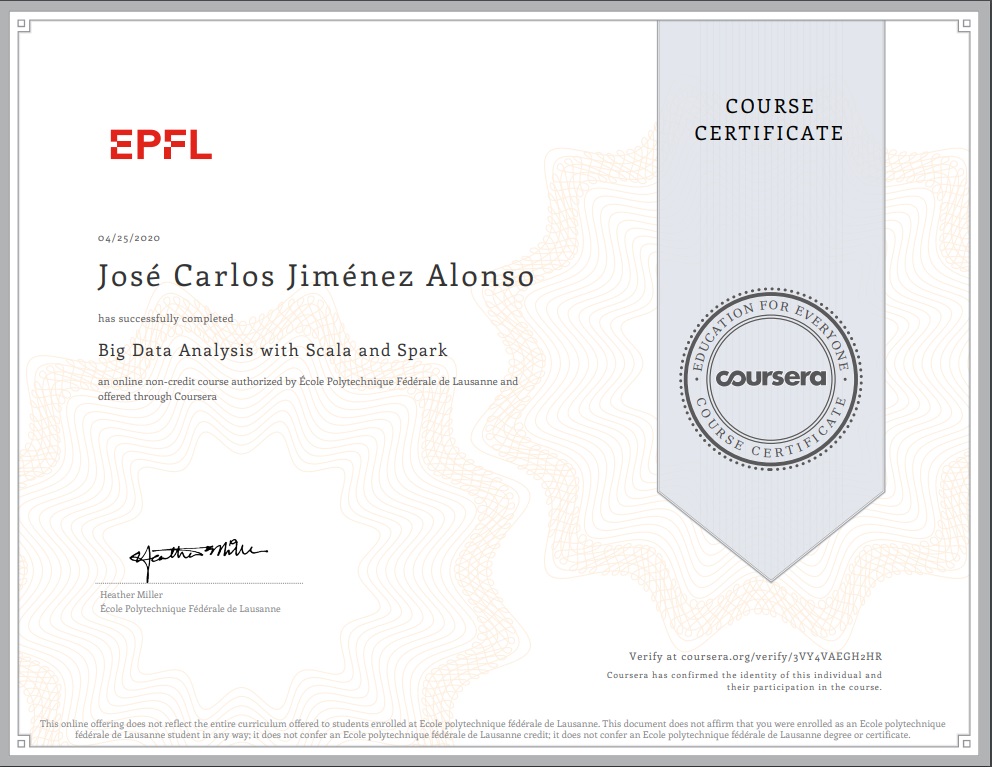 EPFL
COURSE
CERTIFICATE
04/25/2020
José Carlos Jiménez Alonso
has successfully completed
Big Data Analysis with Scala and Spark
an online non-credit course authorized by École Polytechnique Fédérale de Lausanne and
offered through Coursera
EDUCATION FOR EVERYONE
coursera
COURSE CERTIFICATE
Heather Miller
Heather Miller
École Polytechnique Fédérale de Lausanne
Verify at coursera.org/verify/3VY4VAEGH2HR
Coursera has confirmed the identity of this individual and
their participation in the course.
This online offering does not reflect the entire curriculum offered to students enrolled at Ecole polytechnique fédérale de Lausanne. This document does not affirm that you were enrolled as an Ecole polytechnique
fédérale de Lausanne student in any way; it does not confer an Ecole polytechnique fédérale de Lausanne credit; it does not confer an Ecole polytechnique fédérale de Lausanne degree or certificate.